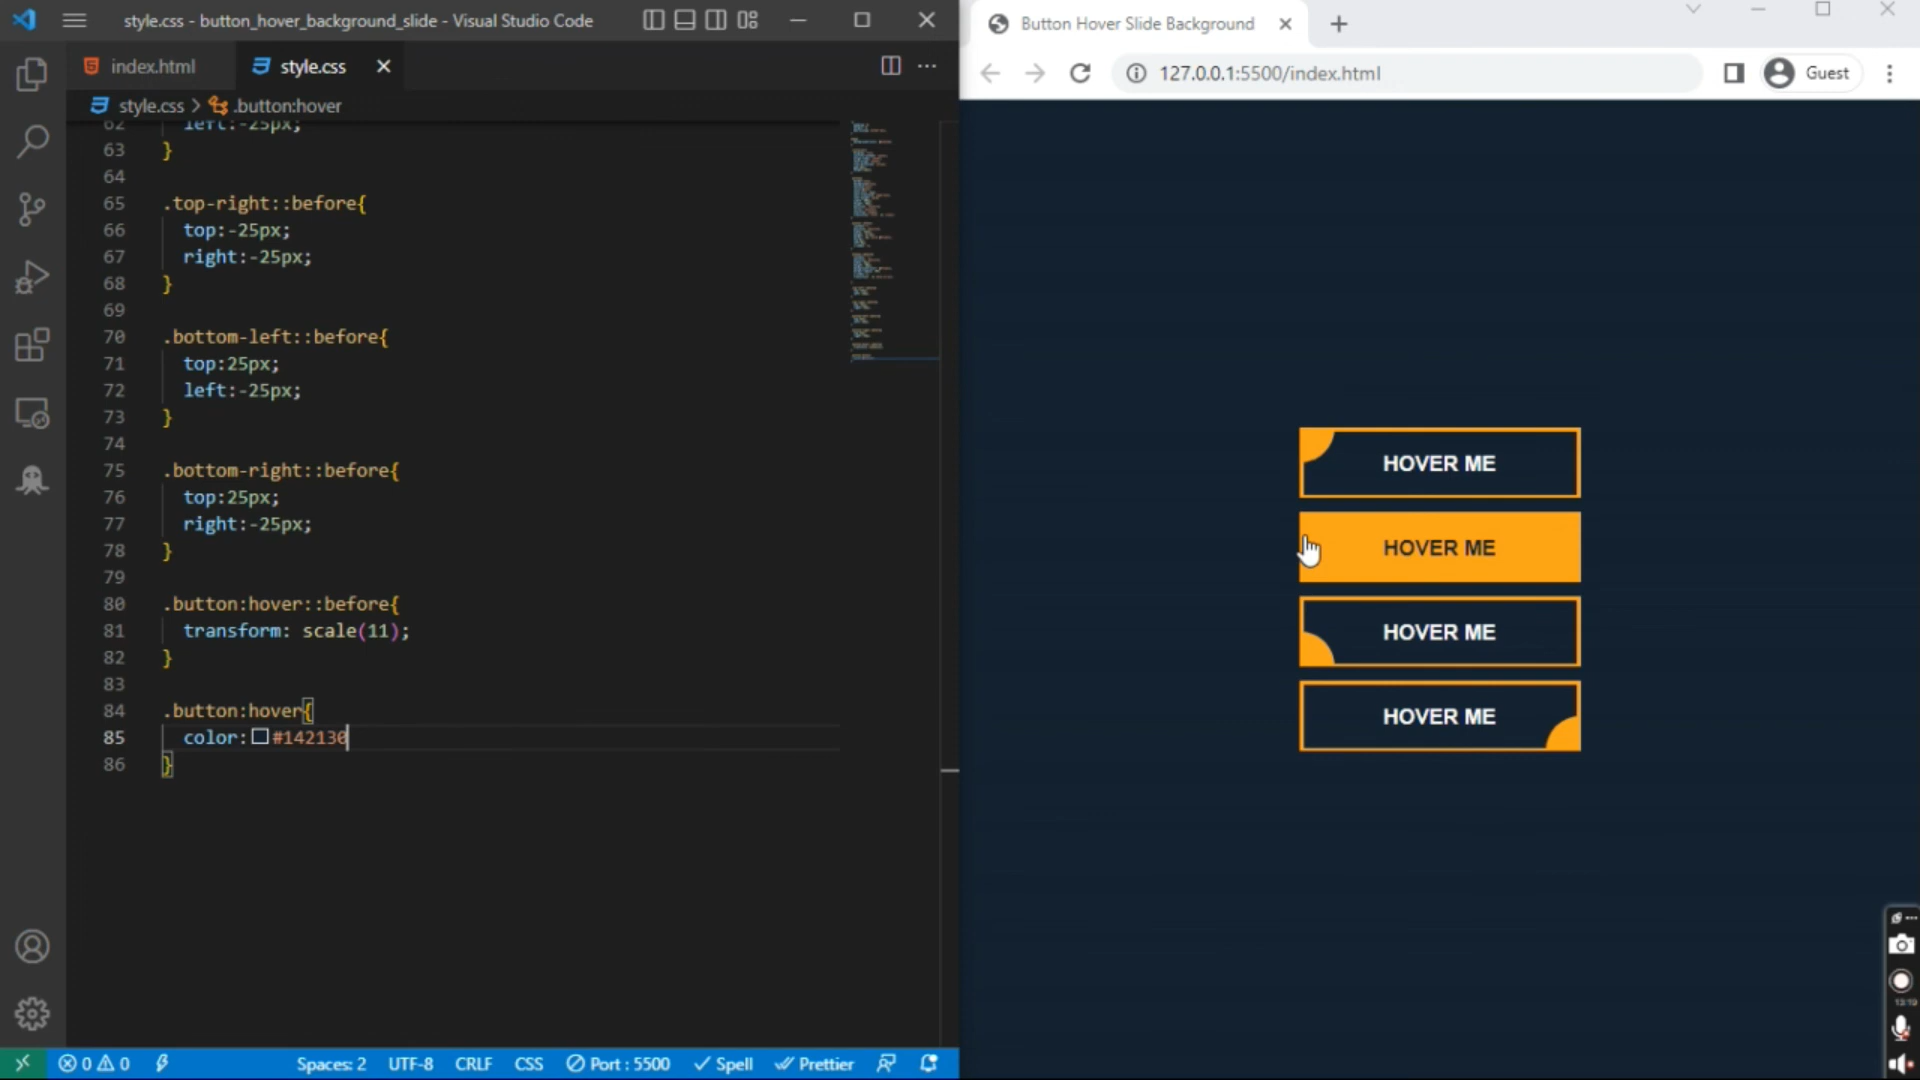 style.css - button_hover_background_slide - Visual Studio Code
index.html
style.css
style.css > .button:hover
62 left:-25px;
63 }
64
65 .top-right::before{
66 top:-25px;
67 right:-25px;
68 }
69
70 .bottom-left::before{
71 top:25px;
72 left:-25px;
73 }
74
75 .bottom-right::before{
76 top:25px;
77 right:-25px;
78 }
79
80 .button:hover::before{
81 transform: scale(11);
82 }
83
84 .button:hover{
85 color:#142130
86 }
0 0 Spaces: 2 UTF-8 CRLF CSS Port : 5500 Spell Prettier
Button Hover Slide Background
127.0.0.1:5500/index.html
Guest
HOVER ME
HOVER ME
HOVER ME
HOVER ME
13:19